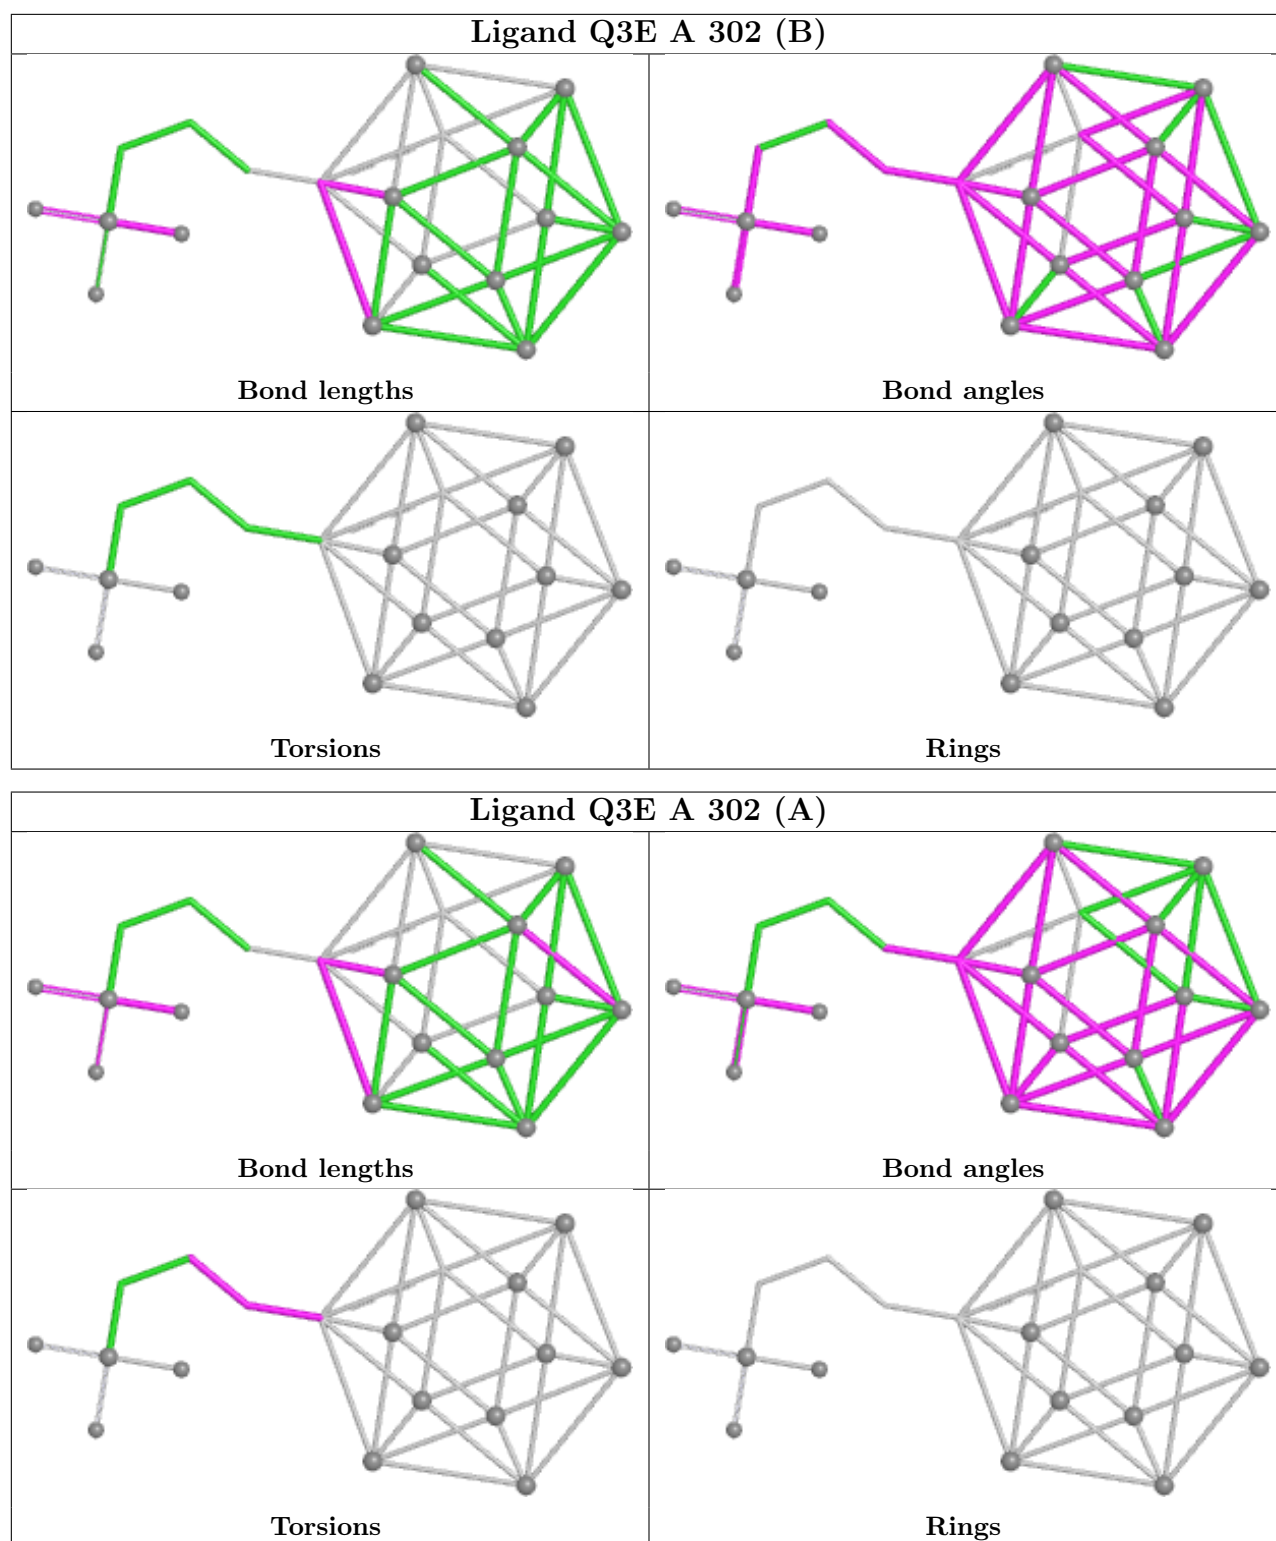 Ligand Q3E A 302 (B)
Bond lengths
Bond angles
Torsions
Rings
Ligand Q3E A 302 (A)
Bond lengths
Bond angles
Torsions
Rings